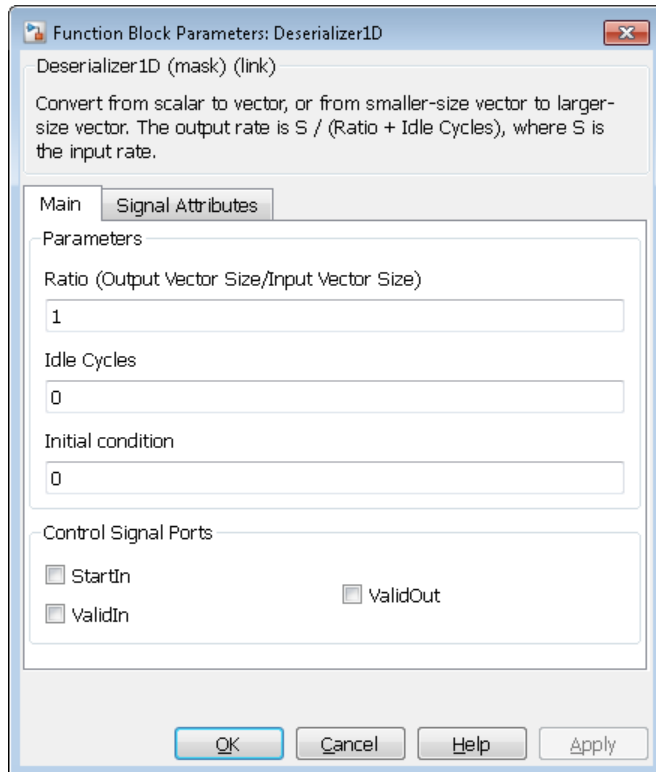 Function Block Parameters: Deserializer1D
Deserializer1D (mask) (link)
Convert from scalar to vector, or from smaller-size vector to larger-
size vector. The output rate is S / (Ratio + Idle Cycles), where S is
the input rate.
Main Signal Attributes
Parameters
Ratio (Output Vector Size/Input Vector Size)
1
Idle Cycles
0
Initial condition
0
Control Signal Ports
StartIn
ValidOut
ValidIn
OK Cancel Help Apply